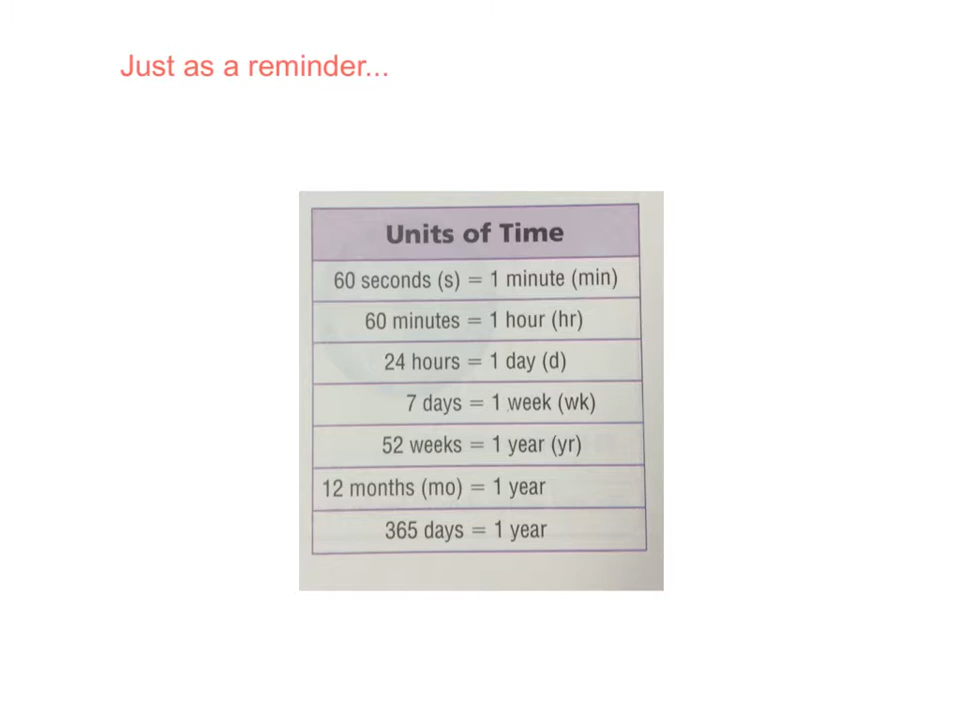 Just as a reminder...
Units of Time
60 seconds (s) = 1 minute (min)
60 minutes = 1 hour (hr)
24 hours = 1 day (d)
7 days = 1 week (wk)
52 weeks = 1 year (yr)
12 months (mo) = 1 year
365 days = 1 year